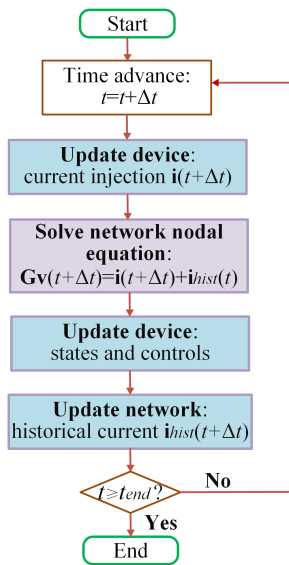 Start
Time advance:
t=t+Δt
Update device:
current injection i(t+Δt)
Solve network nodal
equation:
Gv(t+Δt)=i(t+Δt)+ihist(t)
Update device:
states and controls
Update network:
historical current ihist(t+Δt)
t≥tend?
No
Yes
End